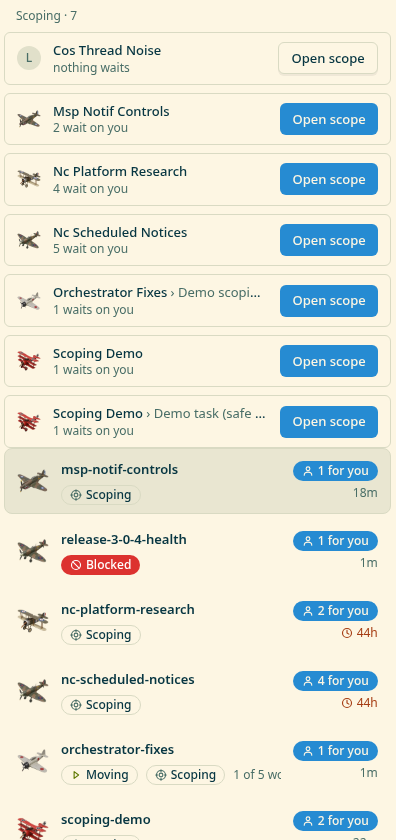 Scoping · 7
L
Cos Thread Noise
nothing waits
Open scope
Msp Notif Controls
2 wait on you
Open scope
Nc Platform Research
4 wait on you
Open scope
Nc Scheduled Notices
5 wait on you
Open scope
Orchestrator Fixes › Demo scopi...
1 waits on you
Open scope
Scoping Demo
1 waits on you
Open scope
Scoping Demo › Demo task (safe ...
1 waits on you
Open scope
msp-notif-controls
1 for you
Scoping
18m
release-3-0-4-health
1 for you
Blocked
1m
nc-platform-research
2 for you
Scoping
44h
nc-scheduled-notices
4 for you
Scoping
44h
orchestrator-fixes
1 for you
Moving
Scoping
1 of 5
1m
scoping-demo
2 for you